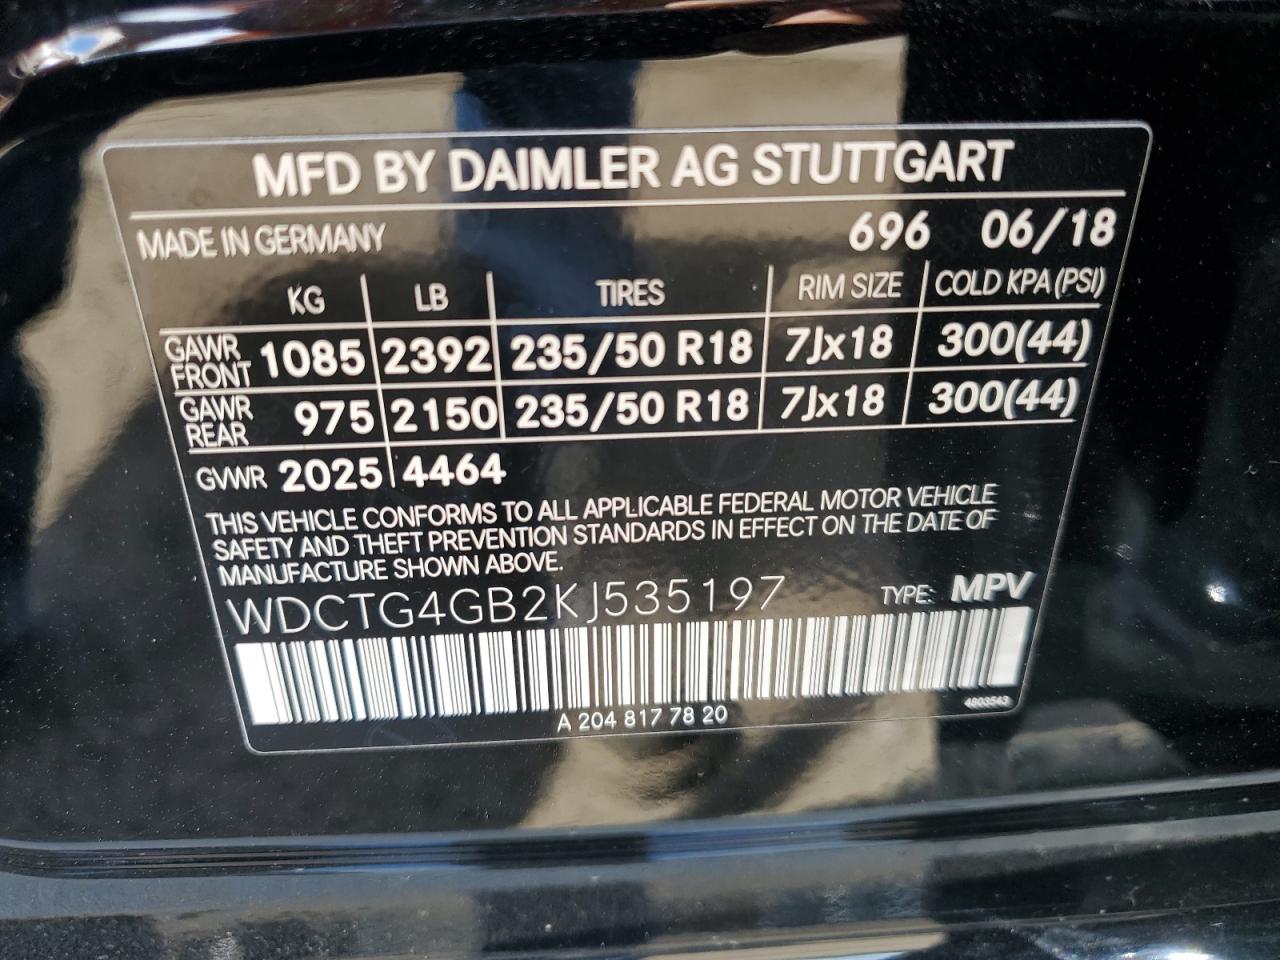 MFD BY DAIMLER AG STUTTGART
MADE IN GERMANY 696 06/18
KG LB TIRES RIM SIZE COLD KPA (PSI)
GAWR FRONT 1085 2392 235/50 R18 7Jx18 300(44)
GAWR REAR 975 2150 235/50 R18 7Jx18 300(44)
GVWR 2025 4464
THIS VEHICLE CONFORMS TO ALL APPLICABLE FEDERAL MOTOR VEHICLE
SAFETY AND THEFT PREVENTION STANDARDS IN EFFECT ON THE DATE OF
MANUFACTURE SHOWN ABOVE.
WDCTG4GB2KJ535197 TYPE: MPV
A 204 817 78 20 4803543